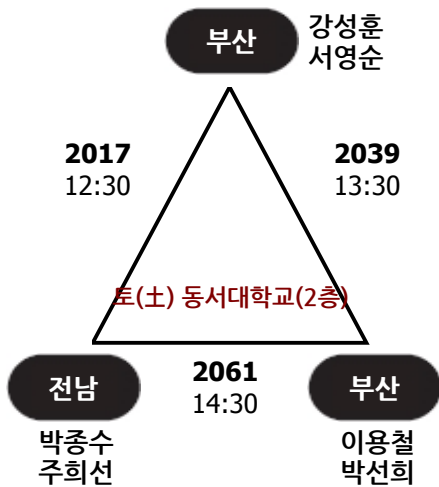 부산
강성훈
서영순
2017
12:30
2039
13:30
토(土) 동서대학교(2층)
전남
2061
14:30
부산
박종수
주희선
이용철
박선희